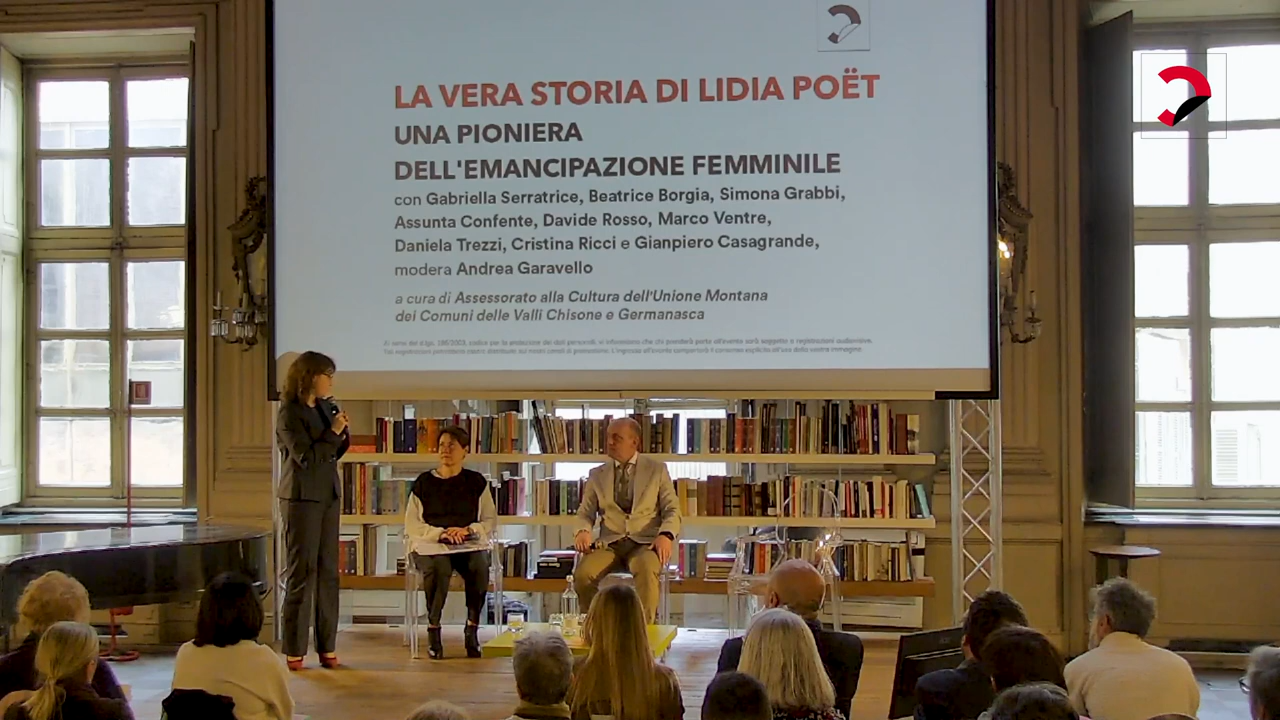 LA VERA STORIA DI LIDIA POËT
UNA PIONIERA
DELL'EMANCIPAZIONE FEMMINILE
con Gabriella Serratrice, Beatrice Borgia, Simona Grabbi,
Assunta Confente, Davide Rosso, Marco Ventre,
Daniela Trezzi, Cristina Ricci e Gianpiero Casagrande,
modera Andrea Garavello
a cura di Assessorato alla Cultura dell'Unione Montana
dei Comuni delle Valli Chisone e Germanasca